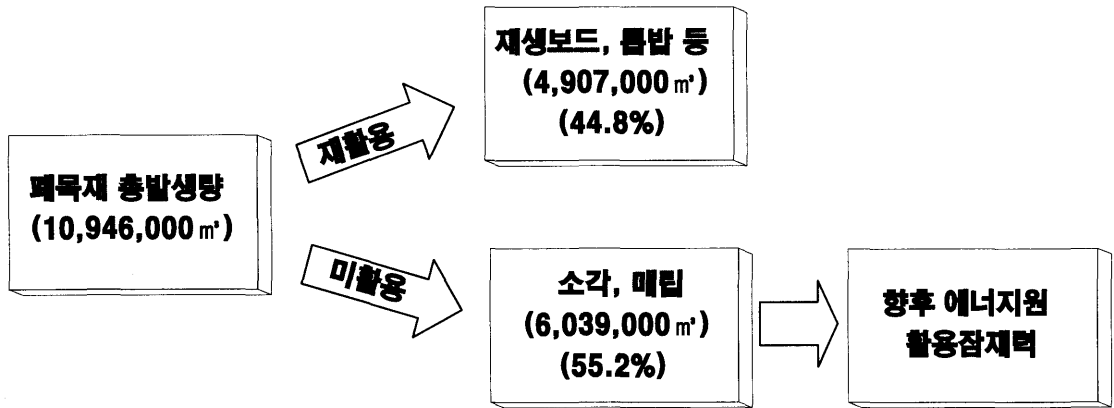 폐목재 총발생량
(10,946,000㎥)
재활용
재생보드, 톱밥 등
(4,907,000㎥)
(44.8%)
미활용
소각, 매립
(6,039,000㎥)
(55.2%)
향후 에너지원
활용잠재력